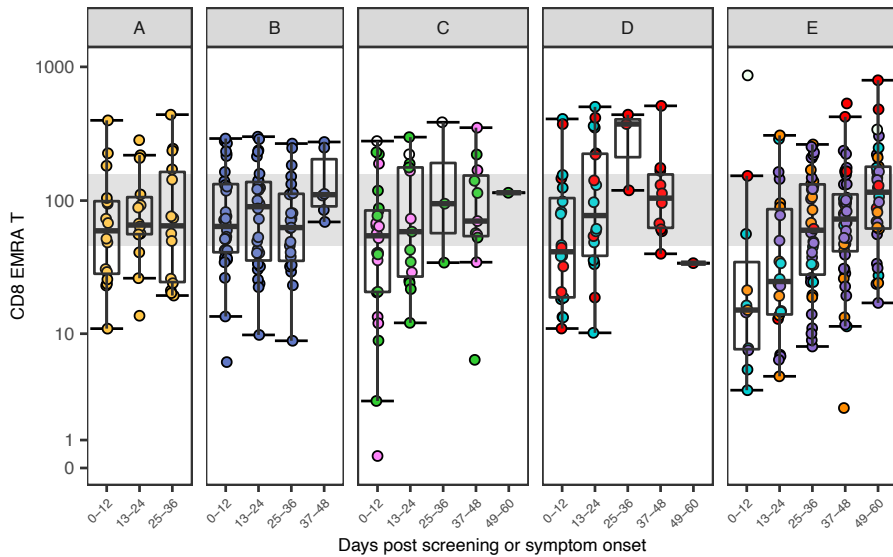 A B C D E
1000
100
10
1
0
CD8 EMRA T
0–12 13–24 25–36 0–12 13–24 25–36 37–48 0–12 13–24 25–36 37–48 49–60 0–12 13–24 25–36 37–48 49–60 0–12 13–24 25–36 37–48 49–60
Days post screening or symptom onset